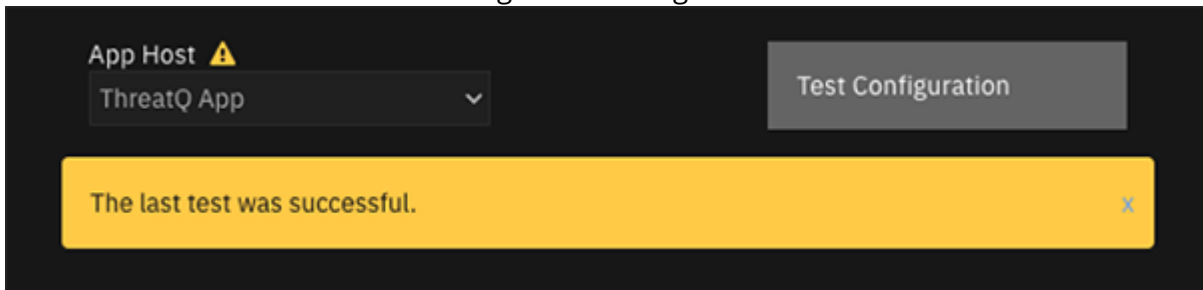 App Host
ThreatQ App
Test Configuration
The last test was successful.
x